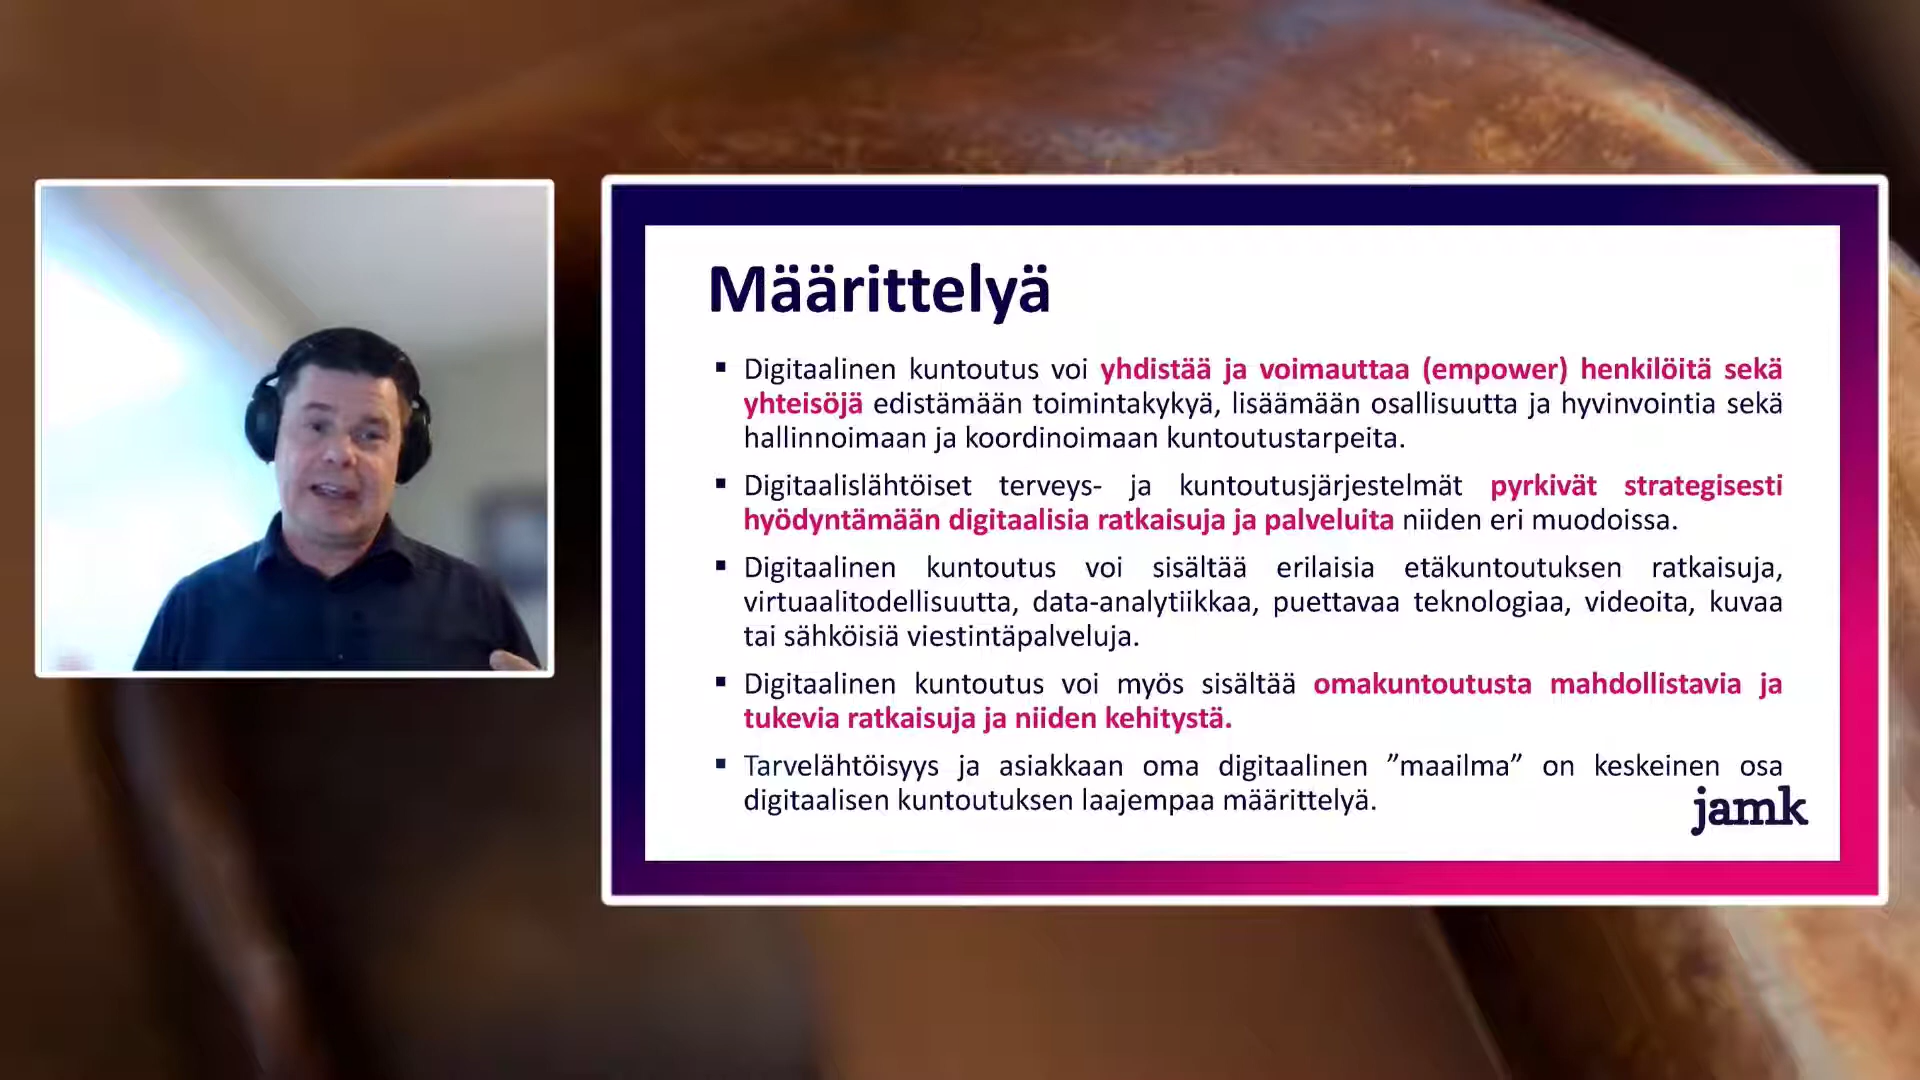 Määrittelyä
▪ Digitaalinen kuntoutus voi yhdistää ja voimauttaa (empower) henkilöitä sekä
yhteisöjä edistämään toimintakykyä, lisäämään osallisuutta ja hyvinvointia sekä
hallinnoimaan ja koordinoimaan kuntoutustarpeita.
▪ Digitaalislähtöiset terveys- ja kuntoutusjärjestelmät pyrkivät strategisesti
hyödyntämään digitaalisia ratkaisuja ja palveluita niiden eri muodoissa.
▪ Digitaalinen kuntoutus voi sisältää erilaisia etäkuntoutuksen ratkaisuja,
virtuaalitodellisuutta, data-analytiikkaa, puettavaa teknologiaa, videoita, kuvaa
tai sähköisiä viestintäpalveluja.
▪ Digitaalinen kuntoutus voi myös sisältää omakuntoutusta mahdollistavia ja
tukevia ratkaisuja ja niiden kehitystä.
▪ Tarvelähtöisyys ja asiakkaan oma digitaalinen ”maailma” on keskeinen osa
digitaalisen kuntoutuksen laajempaa määrittelyä.
jamk